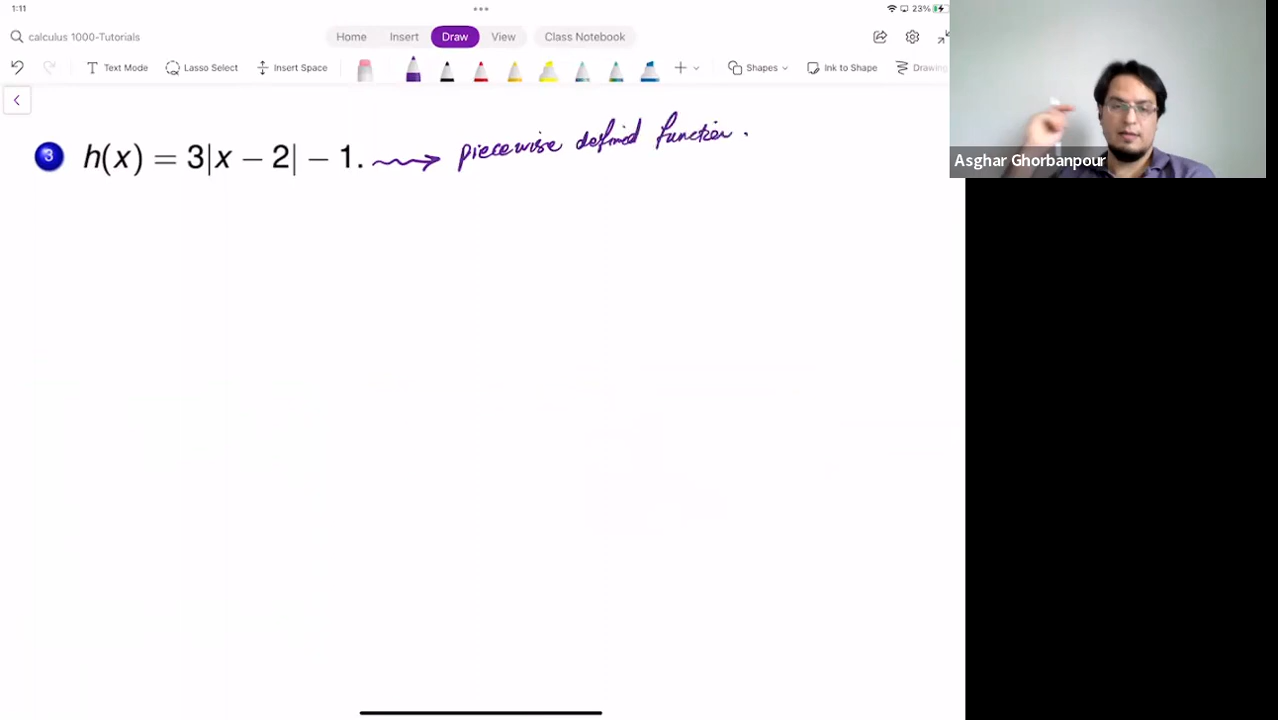 1:11
23%
calculus 1000-Tutorials
Home Insert Draw View Class Notebook
Text Mode Lasso Select Insert Space Shapes Ink to Shape Drawing
3 h(x) = 3|x − 2| − 1. piecewise defined function.
Asghar Ghorbanpour